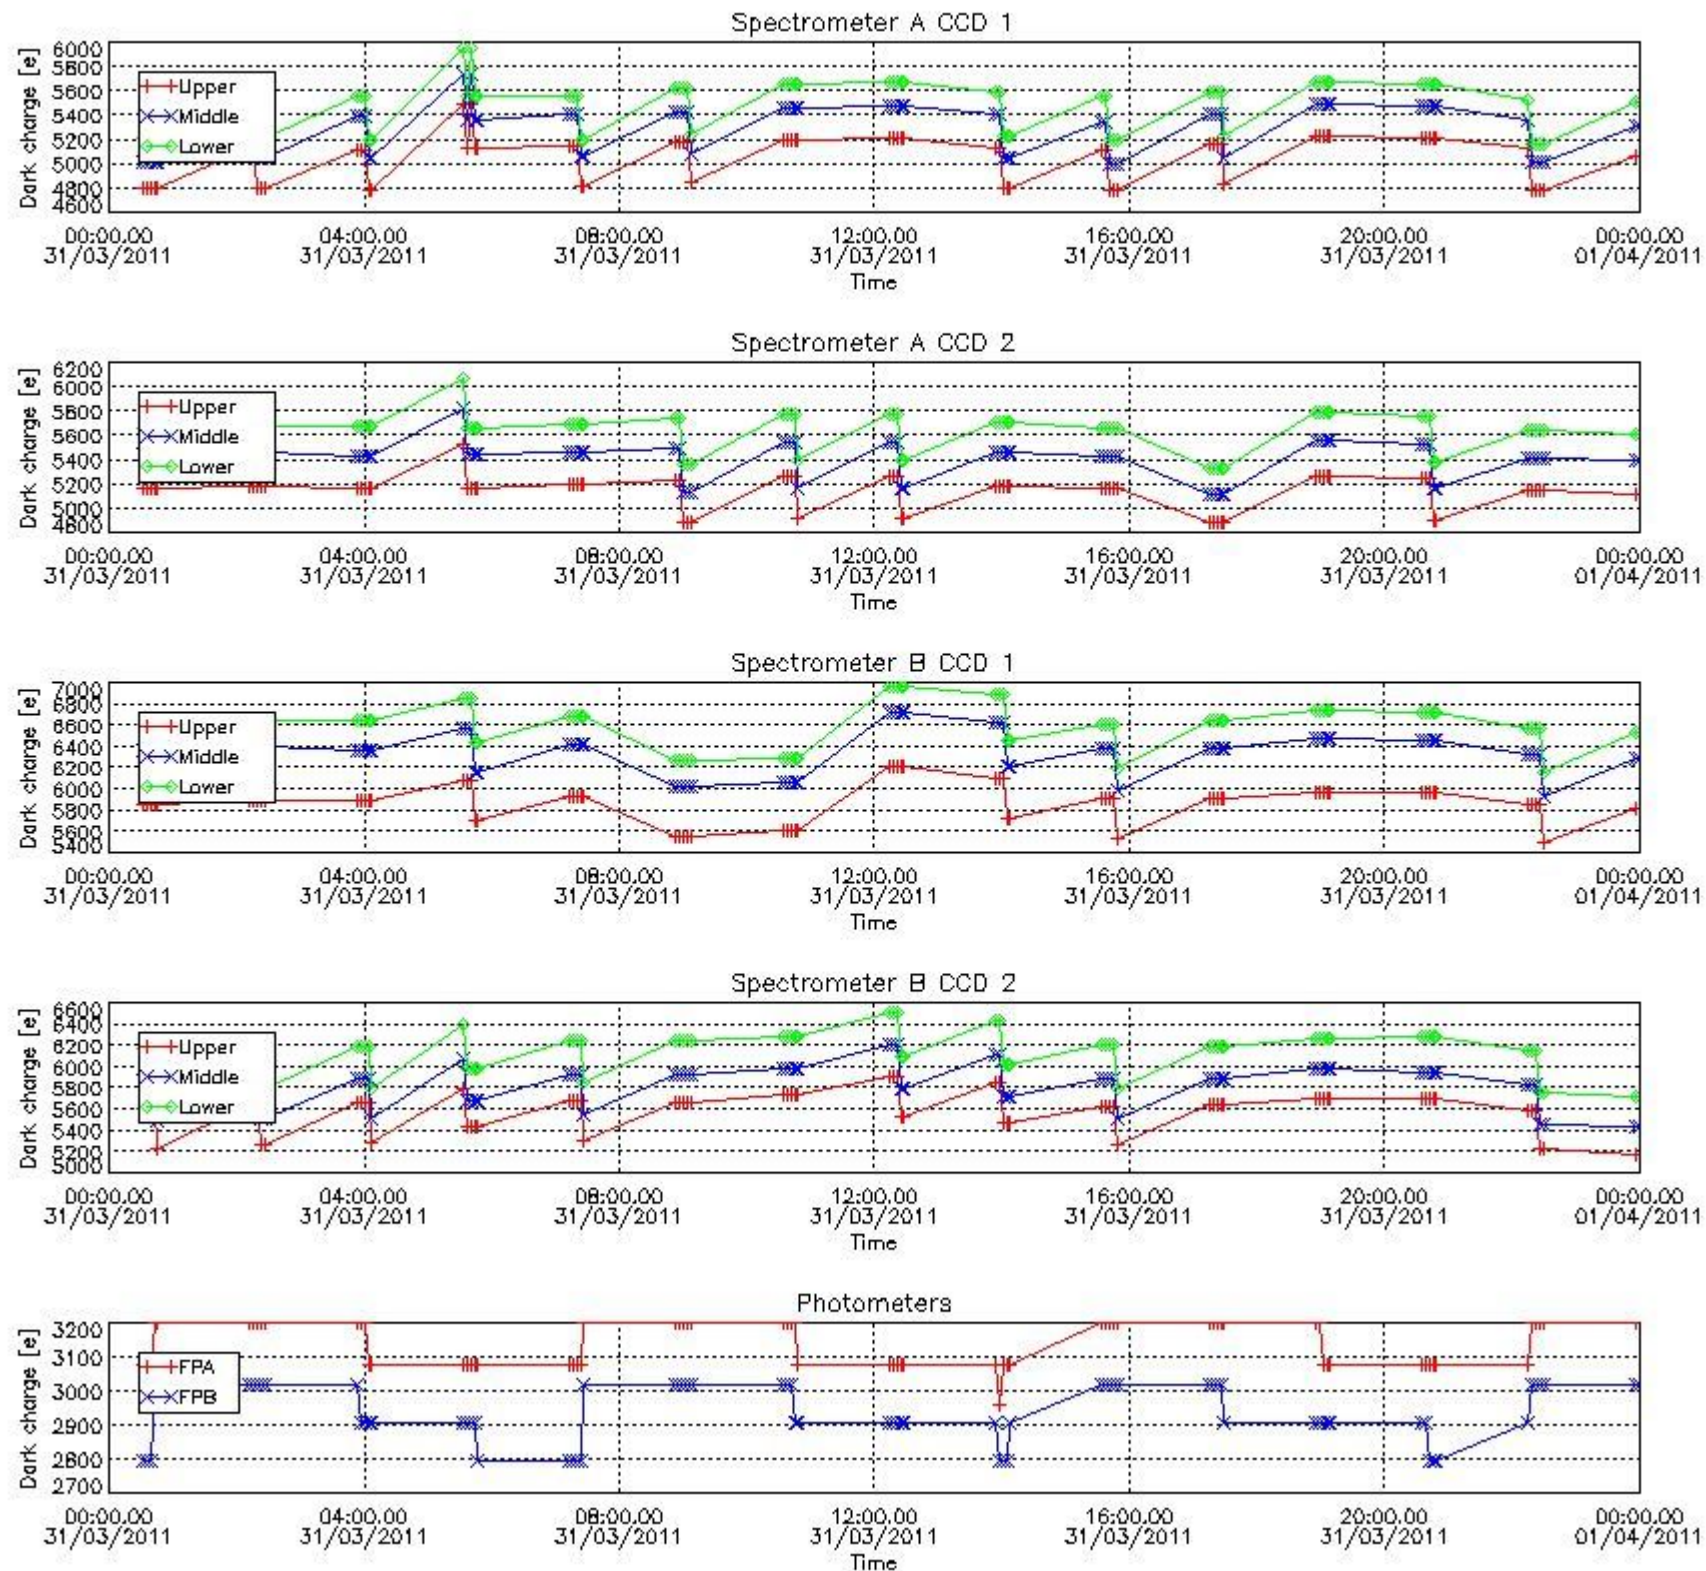 Spectrometer A CCD 1
Dark charge [e]
6000
5800
5600
5400
5200
5000
4800
4600
Upper
Middle
Lower
00:00.00 04:00.00 08:00.00 12:00.00 16:00.00 20:00.00 00:00.00
31/03/2011 31/03/2011 31/03/2011 31/03/2011 31/03/2011 31/03/2011 01/04/2011
Time
Spectrometer A CCD 2
Dark charge [e]
6200
6000
5800
5600
5400
5200
5000
4800
Upper
Middle
Lower
00:00.00 04:00.00 08:00.00 12:00.00 16:00.00 20:00.00 00:00.00
31/03/2011 31/03/2011 31/03/2011 31/03/2011 31/03/2011 31/03/2011 01/04/2011
Time
Spectrometer B CCD 1
Dark charge [e]
7000
6800
6600
6400
6200
6000
5800
5600
5400
Upper
Middle
Lower
00:00.00 04:00.00 08:00.00 12:00.00 16:00.00 20:00.00 00:00.00
31/03/2011 31/03/2011 31/03/2011 31/03/2011 31/03/2011 31/03/2011 01/04/2011
Time
Spectrometer B CCD 2
Dark charge [e]
6600
6400
6200
6000
5800
5600
5400
5200
5000
Upper
Middle
Lower
00:00.00 04:00.00 08:00.00 12:00.00 16:00.00 20:00.00 00:00.00
31/03/2011 31/03/2011 31/03/2011 31/03/2011 31/03/2011 31/03/2011 01/04/2011
Time
Photometers
Dark charge [e]
3200
3100
3000
2900
2800
2700
FPA
FPB
00:00.00 04:00.00 08:00.00 12:00.00 16:00.00 20:00.00 00:00.00
31/03/2011 31/03/2011 31/03/2011 31/03/2011 31/03/2011 31/03/2011 01/04/2011
Time